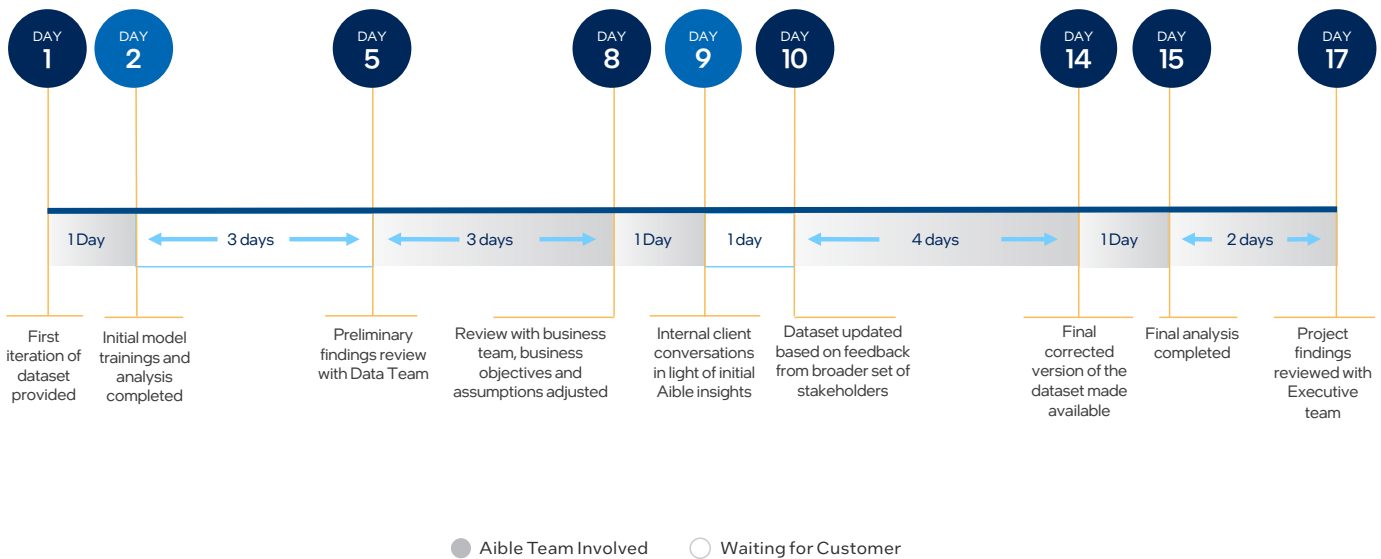 DAY
1
DAY
2
DAY
5
DAY
8
DAY
9
DAY
10
DAY
14
DAY
15
DAY
17
1 Day
3 days
3 days
1 Day
1 day
4 days
1 Day
2 days
First
iteration of
dataset
provided
Initial model
trainings and
analysis
completed
Preliminary
findings review
with Data Team
Review with business
team, business
objectives and
assumptions adjusted
Internal client
conversations
in light of initial
Aible insights
Dataset updated
based on feedback
from broader set of
stakeholders
Final
corrected
version of the
dataset made
available
Final analysis
completed
Project
findings
reviewed with
Executive
team
Aible Team Involved
Waiting for Customer